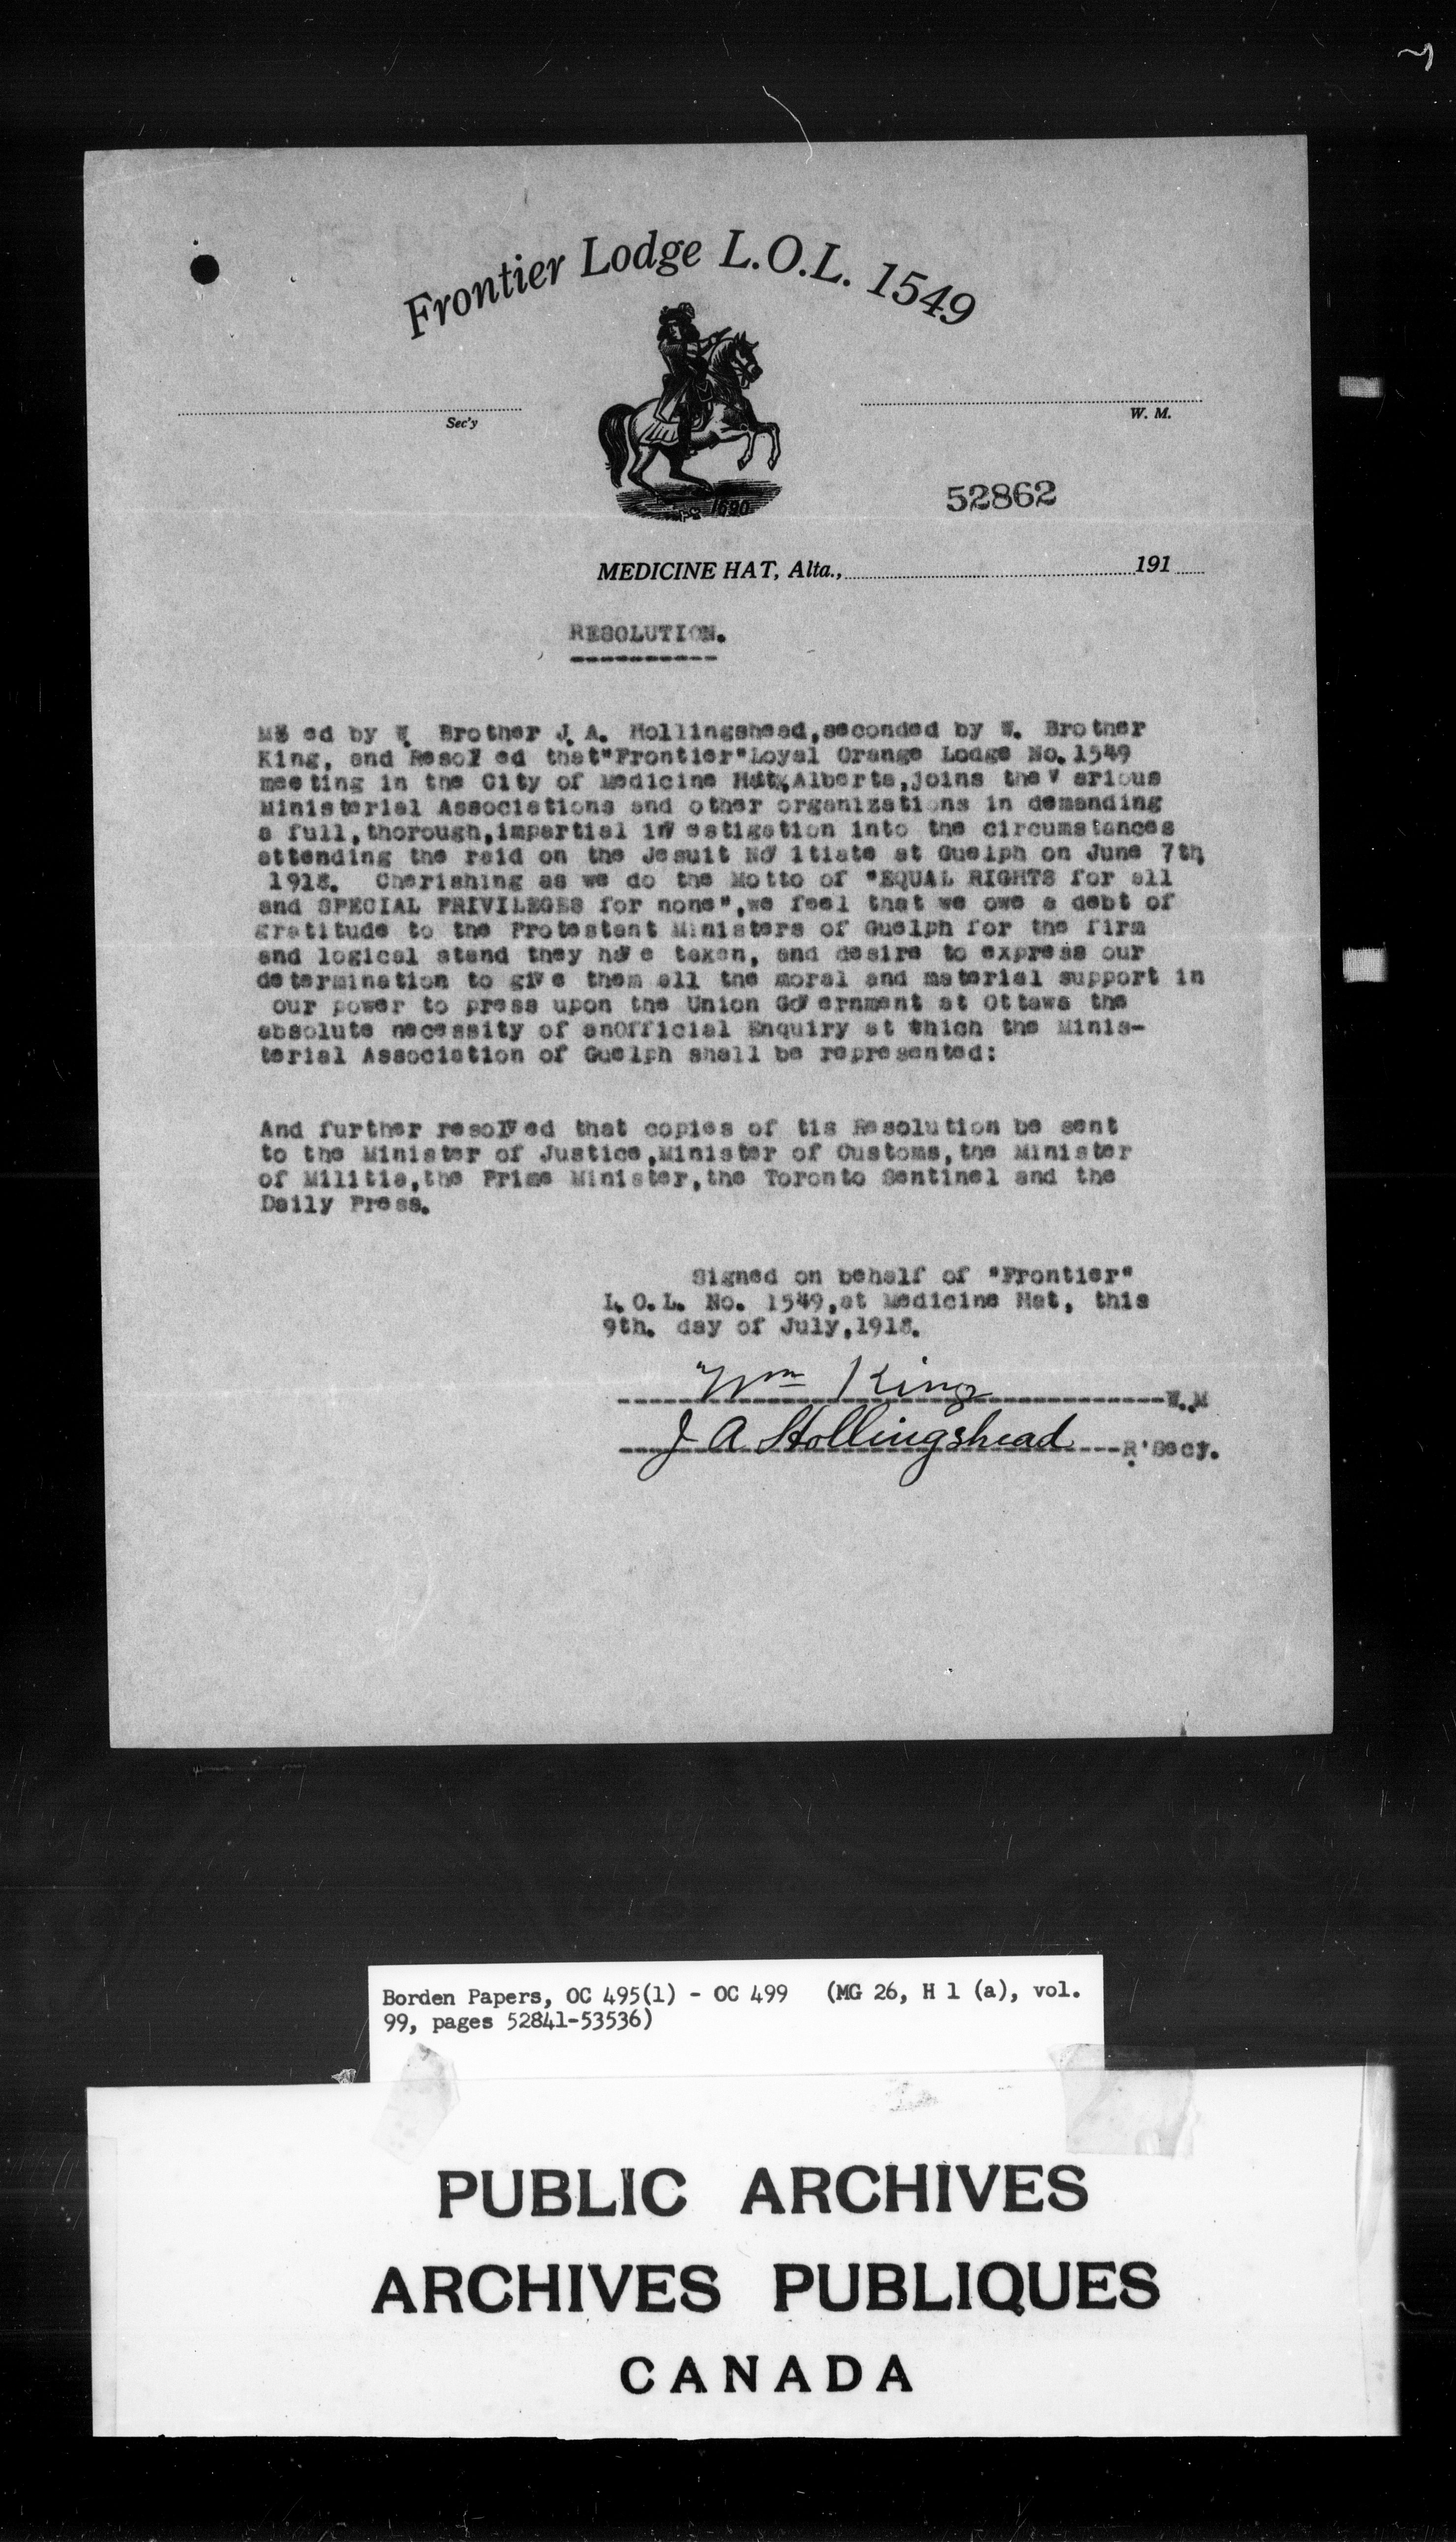 Frontier Lodge L.O.L. 1549
Sec'y
W. M.
1690
52862
MEDICINE HAT, Alta., 191
RESOLUTION.
Moved by W. Brother J. A. Hollingshead,seconded by W. Brother
King, and Resolved that"Frontier"Loyal Orange Lodge No.1549
meeting in the City of Medicine Hat,Alberta,joins the Various
Ministerial Associations and other organizations in demanding
a full,thorough,impartial investigation into the circumstances
attending the raid on the Jesuit Novitiate at Guelph on June 7th,
1918. Cherishing as we do the Motto of "EQUAL RIGHTS for all
and SPECIAL PRIVILEGES for none",we feel that we owe a debt of
gratitude to the Protestant Ministers of Guelph for the firm
and logical stand they have taken, and desire to express our
determination to give them all the moral and material support in
our power to press upon the Union Government at Ottawa the
absolute necessity of anOfficial Enquiry at which the Minis-
terial Association of Guelph shall be represented:
And further resolved that copies of tis Resolution be sent
to the Minister of Justice,Minister of Customs,the Minister
of Militia,the Prime Minister,the Toronto Sentinel and the
Daily Press.
Signed on behalf of "Frontier"
L.O.L. No. 1549,at Medicine Hat, this
9th. day of July,1918.
Wm King W.M
J A Hollingshead R'Secy.
Borden Papers, OC 495(1) - OC 499 (MG 26, H 1 (a), vol.
99, pages 52841-53536)
PUBLIC ARCHIVES
ARCHIVES PUBLIQUES
CANADA